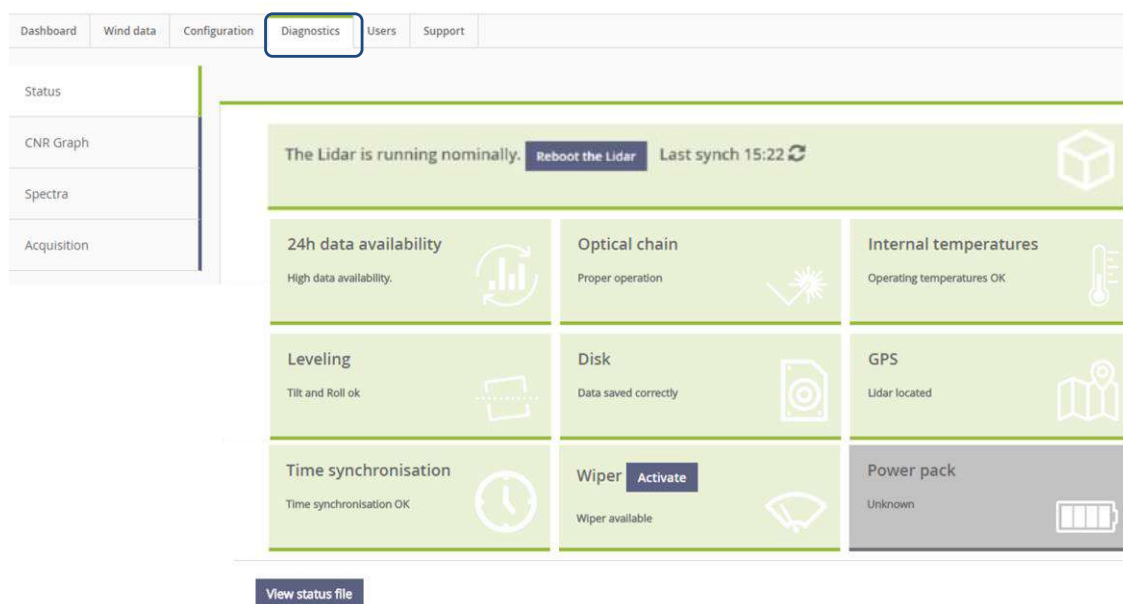 Dashboard Wind data Configuration Diagnostics Users Support
Status
CNR Graph
Spectra
Acquisition
The Lidar is running nominally. Reboot the Lidar Last synch 15:22
24h data availability
High data availability.
Optical chain
Proper operation
Internal temperatures
Operating temperatures OK
Leveling
Tilt and Roll ok
Disk
Data saved correctly
GPS
Lidar located
Time synchronisation
Time synchronisation OK
Wiper Activate
Wiper available
Power pack
Unknown
View status file